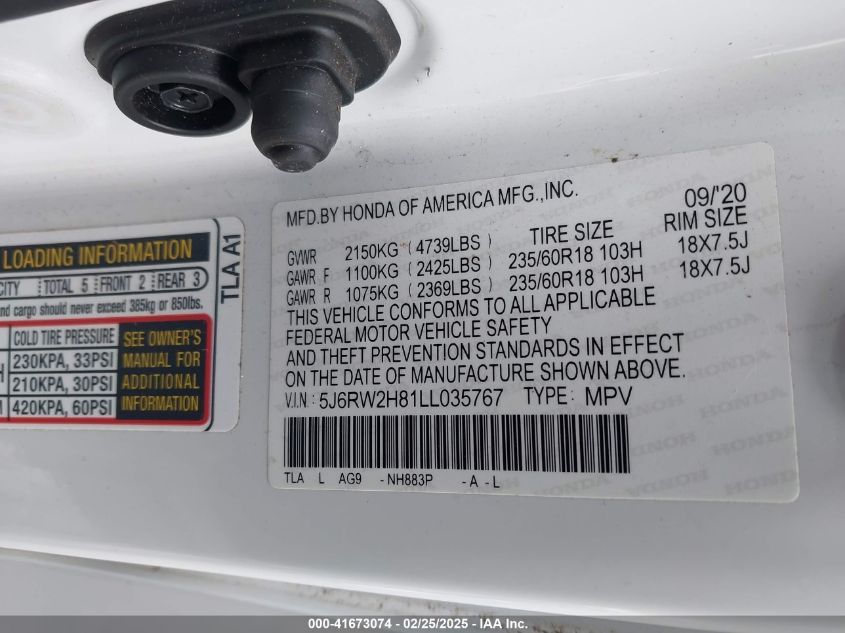 LOADING INFORMATION
TLA A1
CITY TOTAL 5 FRONT 2 REAR 3
and cargo should never exceed 385kg or 850lbs.
COLD TIRE PRESSURE
230KPA, 33PSI
210KPA, 30PSI
420KPA, 60PSI
SEE OWNER'S
MANUAL FOR
ADDITIONAL
INFORMATION
MFD.BY HONDA OF AMERICA MFG.,INC. 09/'20
TIRE SIZE RIM SIZE
GVWR 2150KG (4739LBS)
GAWR F 1100KG (2425LBS) 235/60R18 103H 18X7.5J
GAWR R 1075KG (2369LBS) 235/60R18 103H 18X7.5J
THIS VEHICLE CONFORMS TO ALL APPLICABLE
FEDERAL MOTOR VEHICLE SAFETY
AND THEFT PREVENTION STANDARDS IN EFFECT
ON THE DATE OF MANUFACTURE SHOWN ABOVE.
V.I.N: 5J6RW2H81LL035767 TYPE: MPV
TLA L AG9 -NH883P -A-L
000-41673074 / 02/25/2025 - IAA Inc.